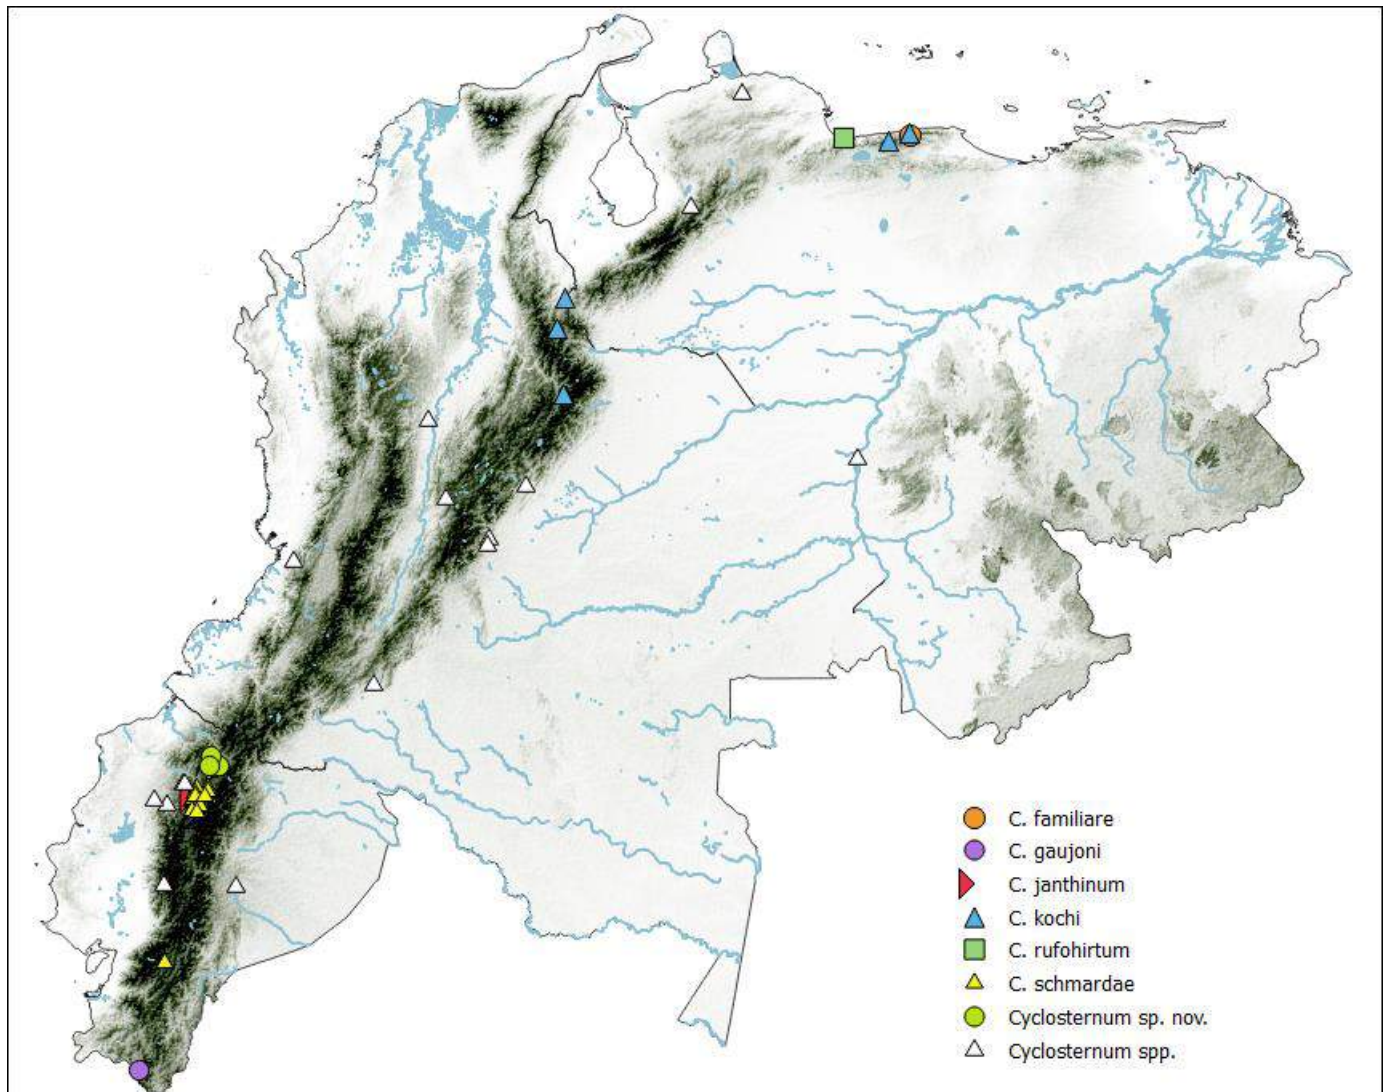 C. familiare
C. gaujoni
C. janthinum
C. kochi
C. rufohirtum
C. schmardae
Cyclosternum sp. nov.
Cyclosternum spp.